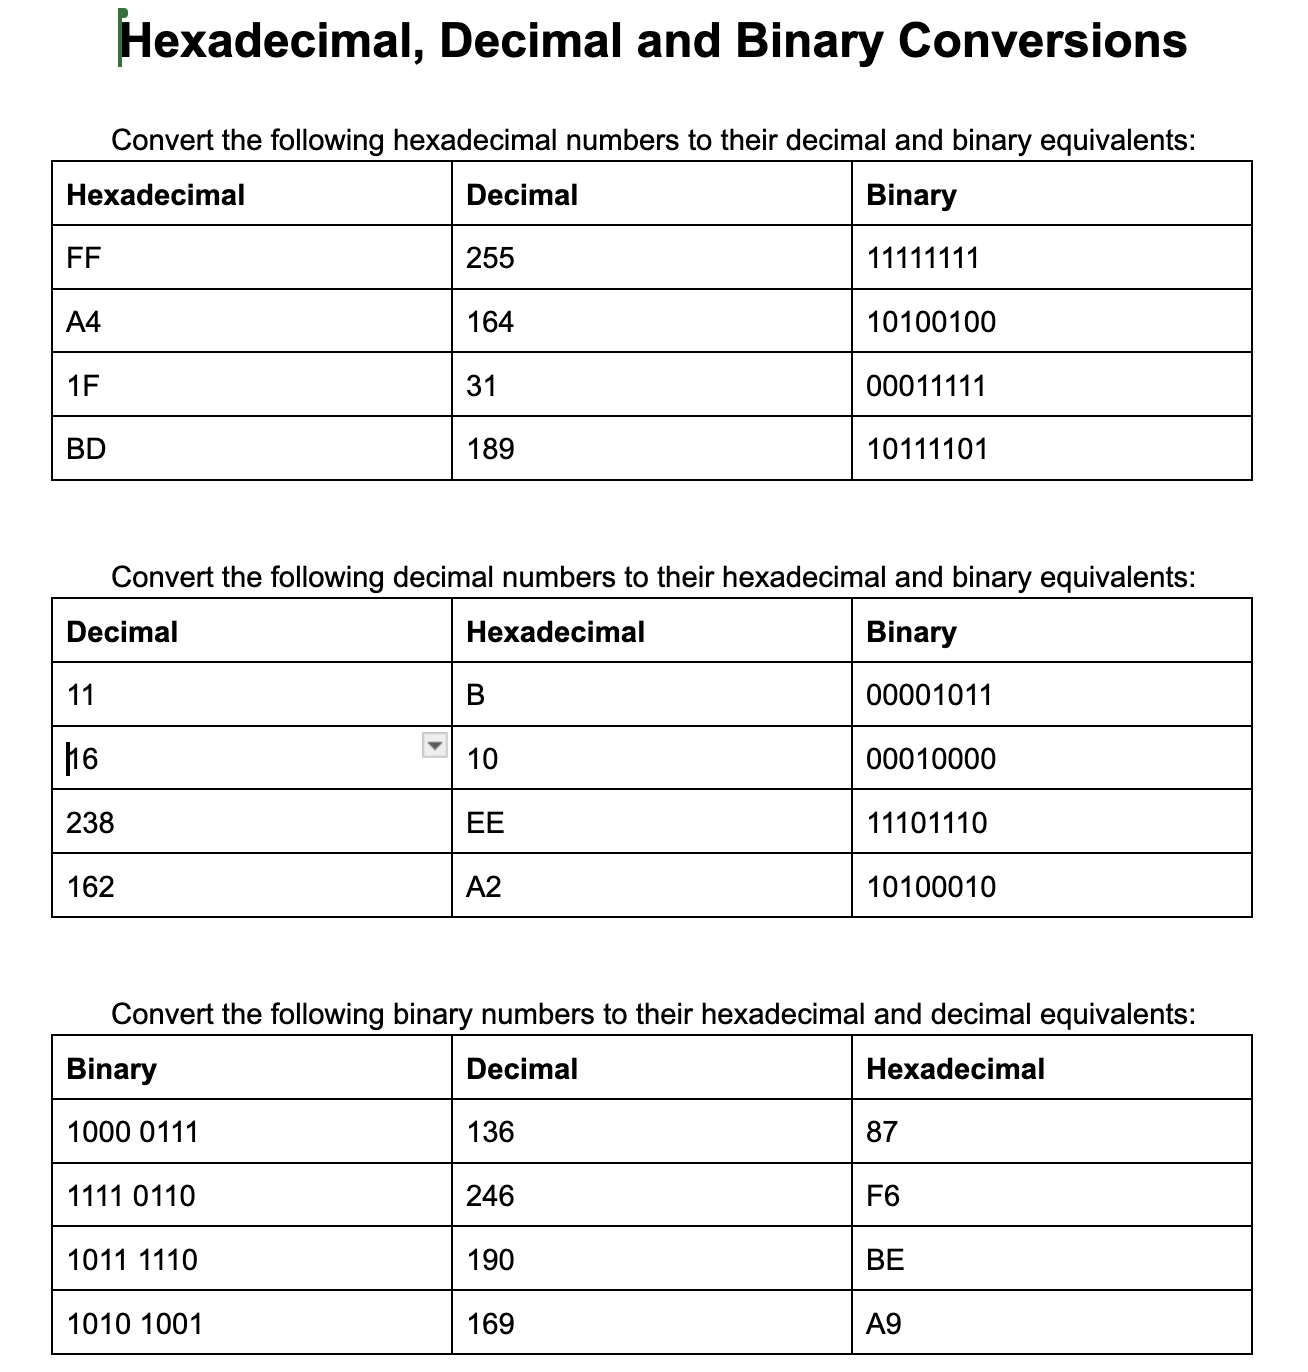 Hexadecimal, Decimal and Binary Conversions
Convert the following hexadecimal numbers to their decimal and binary equivalents:
Hexadecimal Decimal Binary
FF 255 11111111
A4 164 10100100
1F 31 00011111
BD 189 10111101
Convert the following decimal numbers to their hexadecimal and binary equivalents:
Decimal Hexadecimal Binary
11 B 00001011
16 10 00010000
238 EE 11101110
162 A2 10100010
Convert the following binary numbers to their hexadecimal and decimal equivalents:
Binary Decimal Hexadecimal
1000 0111 136 87
1111 0110 246 F6
1011 1110 190 BE
1010 1001 169 A9